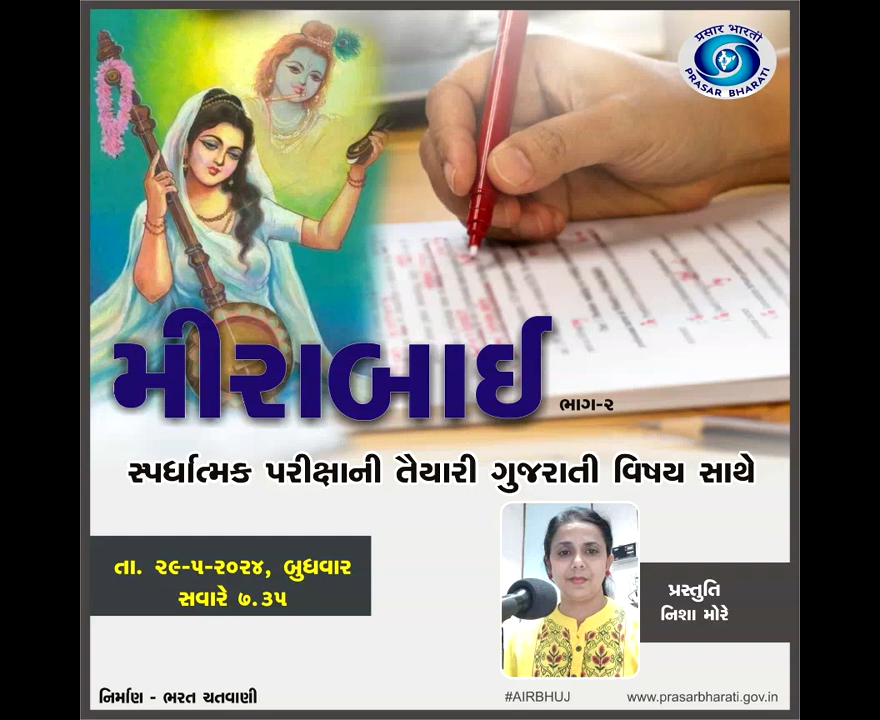 प्रसार भारती
PRASAR BHARATI
મીરાબાઈ
ભાગ-૨
સ્પર્ધાત્મક પરીક્ષાની તૈયારી ગુજરાતી વિષય સાથે
તા. ૨૯-૫-૨૦૨૪, બુધવાર
સવારે ૭.૩૫
પ્રસ્તુતિ
નિશા મોરે
નિર્માણ - ભરત ચતવાણી
#AIRBHUJ
www.prasarbharati.gov.in